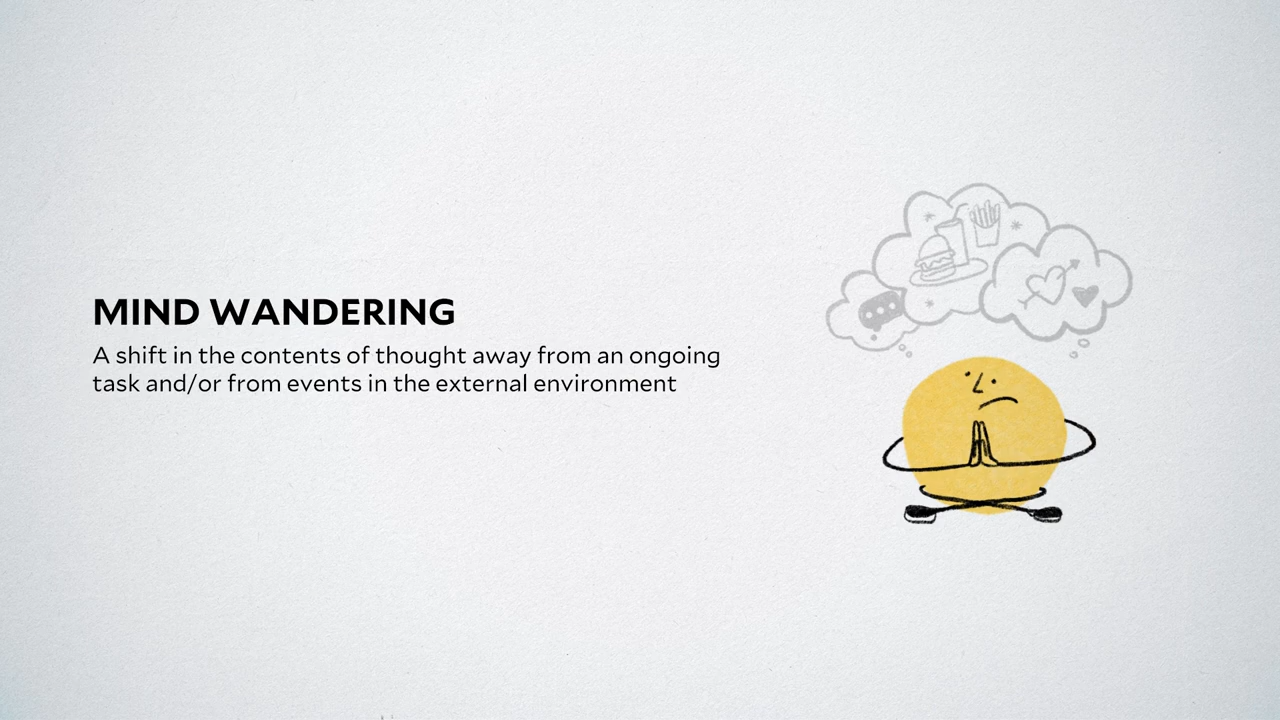 MIND WANDERING
A shift in the contents of thought away from an ongoing
task and/or from events in the external environment